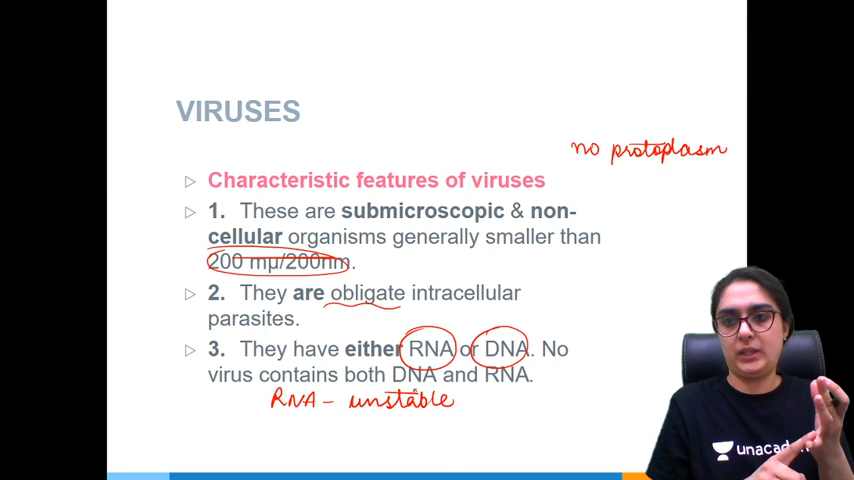 VIRUSES
no protoplasm
Characteristic features of viruses
1. These are submicroscopic & non-
cellular organisms generally smaller than
200 mμ/200nm.
2. They are obligate intracellular
parasites.
3. They have either RNA or DNA. No
virus contains both DNA and RNA.
RNA - unstable
unacade